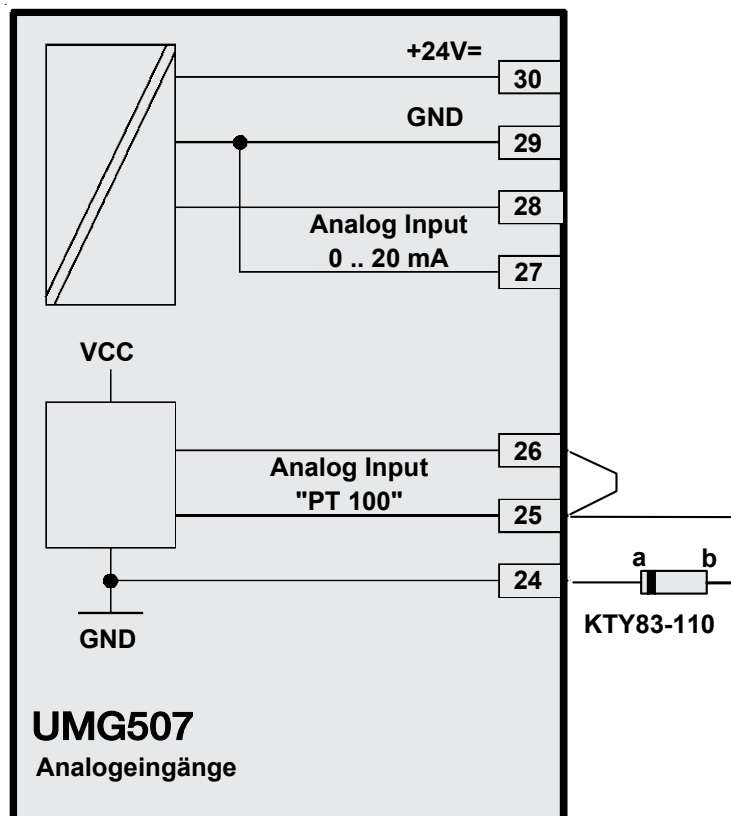 +24V=
30
GND
29
28
Analog Input
0 .. 20 mA
27
VCC
26
Analog Input
"PT 100"
25
24
a
b
GND
KTY83-110
UMG507
Analogeingänge